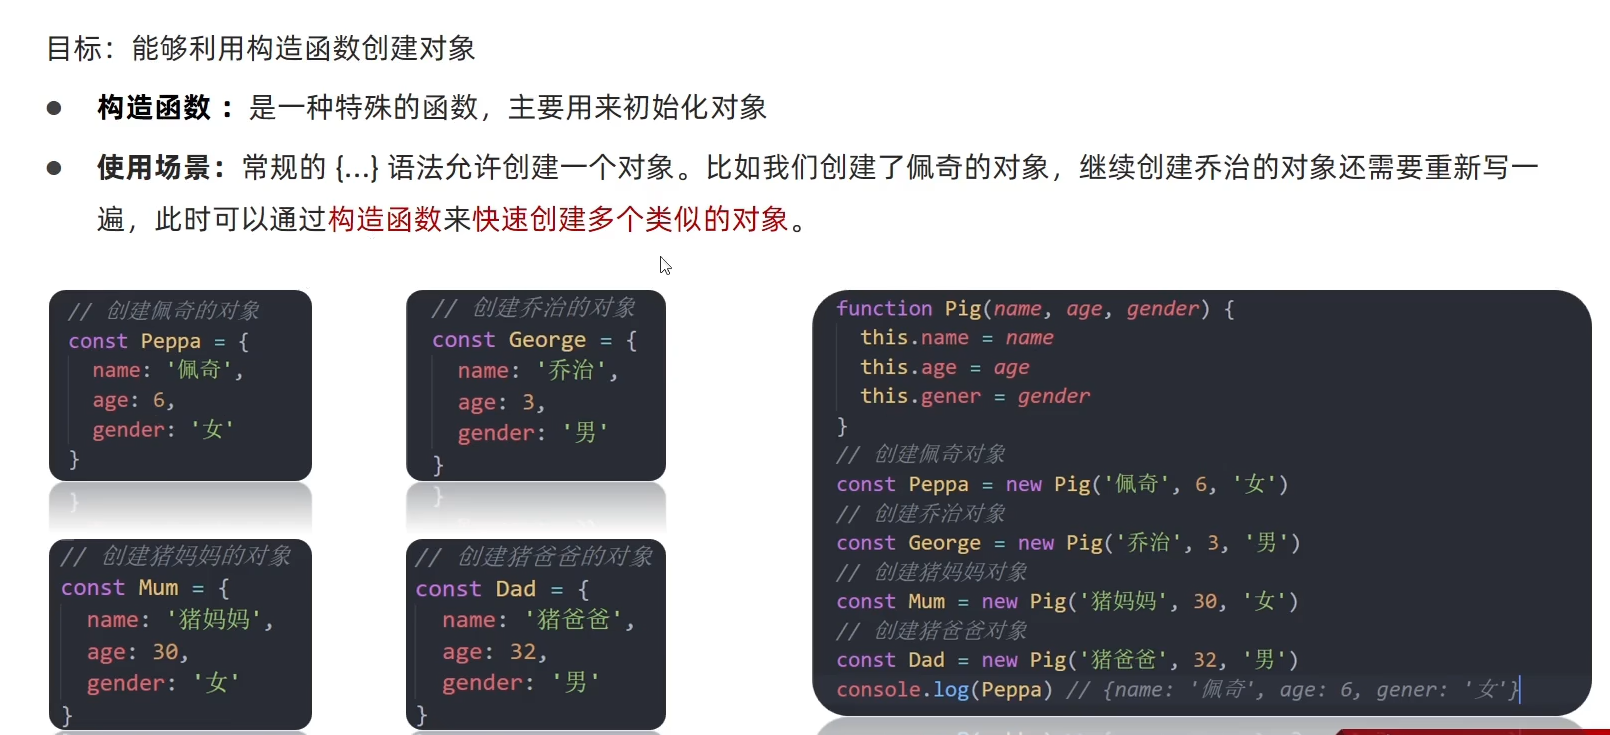 目标：能够利用构造函数创建对象
● 构造函数 ：是一种特殊的函数，主要用来初始化对象
● 使用场景：常规的 {...} 语法允许创建一个对象。比如我们创建了佩奇的对象，继续创建乔治的对象还需要重新写一
遍，此时可以通过构造函数来快速创建多个类似的对象。
// 创建佩奇的对象
const Peppa = {
name: '佩奇',
age: 6,
gender: '女'
}
// 创建乔治的对象
const George = {
name: '乔治',
age: 3,
gender: '男'
}
// 创建猪妈妈的对象
const Mum = {
name: '猪妈妈',
age: 30,
gender: '女'
}
// 创建猪爸爸的对象
const Dad = {
name: '猪爸爸',
age: 32,
gender: '男'
}
function Pig(name, age, gender) {
this.name = name
this.age = age
this.gener = gender
}
// 创建佩奇对象
const Peppa = new Pig('佩奇', 6, '女')
// 创建乔治对象
const George = new Pig('乔治', 3, '男')
// 创建猪妈妈对象
const Mum = new Pig('猪妈妈', 30, '女')
// 创建猪爸爸对象
const Dad = new Pig('猪爸爸', 32, '男')
console.log(Peppa) // {name: '佩奇', age: 6, gener: '女'}